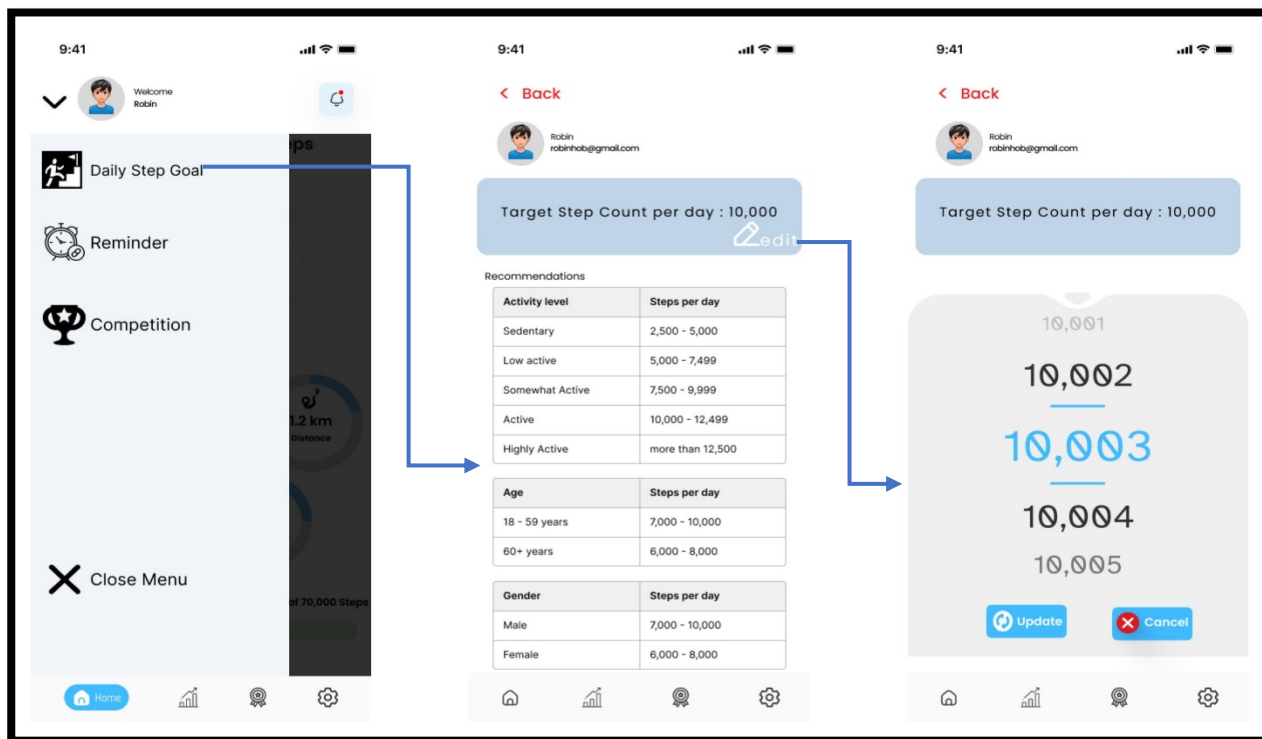 9:41
Welcome
Robin
ps
Daily Step Goal
Reminder
Competition
1.2 km
Distance
Close Menu
of 70,000 Steps
Home
9:41
< Back
Robin
robinhob@gmail.com
Target Step Count per day : 10,000
edit
Recommendations
Activity level Steps per day
Sedentary 2,500 - 5,000
Low active 5,000 - 7,499
Somewhat Active 7,500 - 9,999
Active 10,000 - 12,499
Highly Active more than 12,500
Age Steps per day
18 - 59 years 7,000 - 10,000
60+ years 6,000 - 8,000
Gender Steps per day
Male 7,000 - 10,000
Female 6,000 - 8,000
9:41
< Back
Robin
robinhob@gmail.com
Target Step Count per day : 10,000
10,001
10,002
10,003
10,004
10,005
Update Cancel